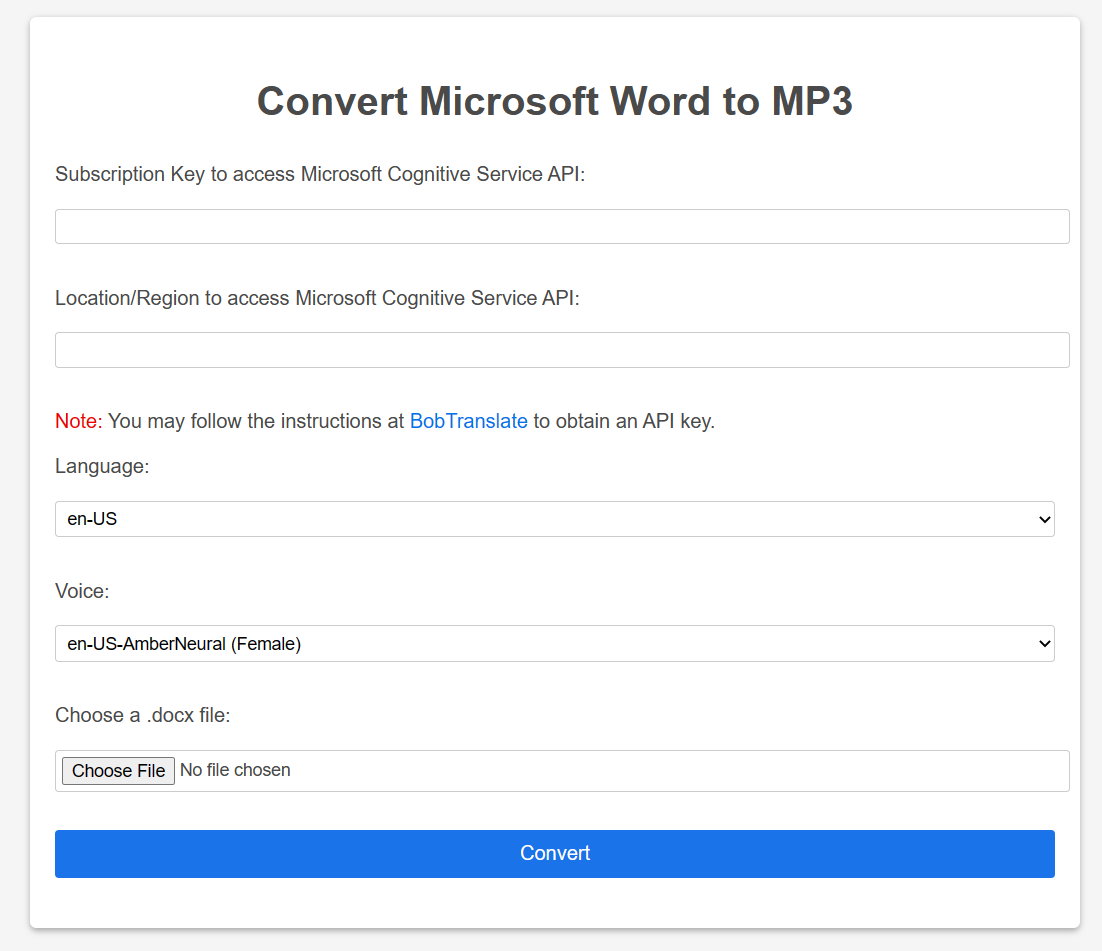 Convert Microsoft Word to MP3
Subscription Key to access Microsoft Cognitive Service API:
Location/Region to access Microsoft Cognitive Service API:
Note: You may follow the instructions at BobTranslate to obtain an API key.
Language:
en-US
Voice:
en-US-AmberNeural (Female)
Choose a .docx file:
Choose File No file chosen
Convert